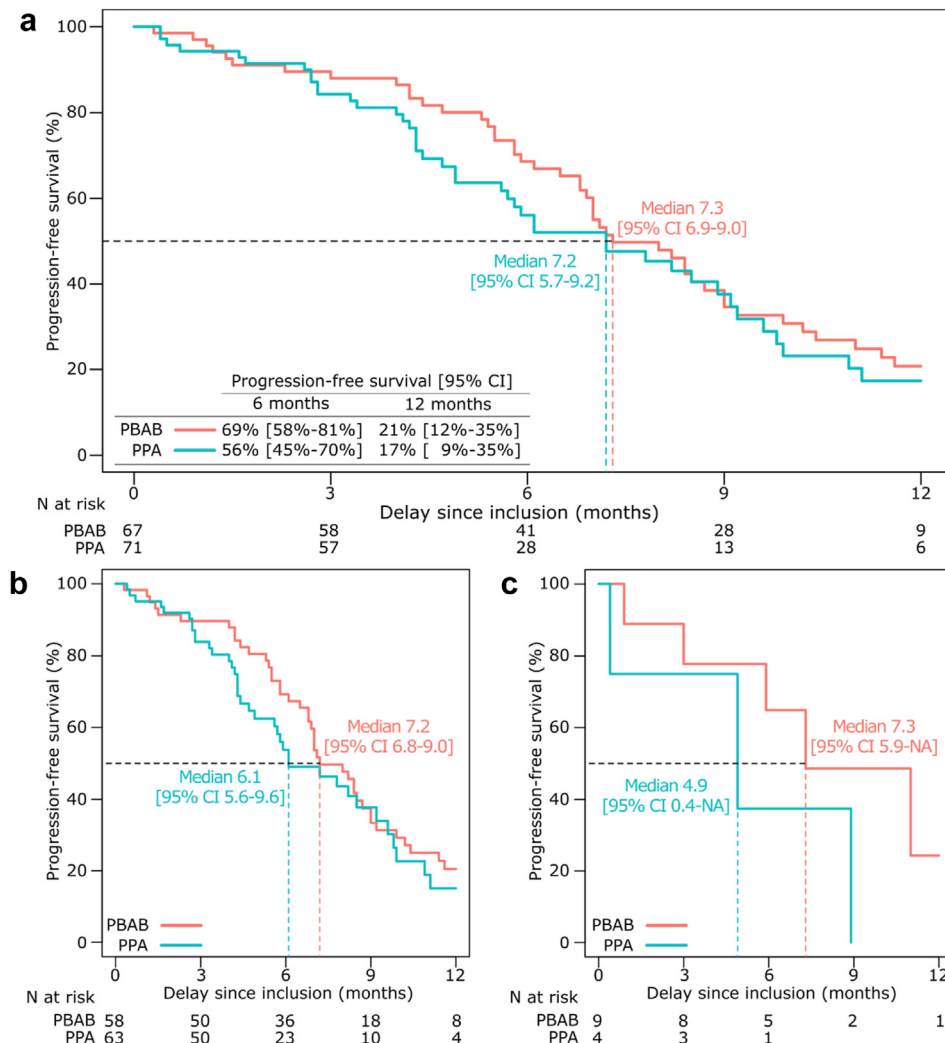 a
100
80
60
40
20
0
Progression-free survival (%)
Median 7.3
[95% CI 6.9-9.0]
Median 7.2
[95% CI 5.7-9.2]
Progression-free survival [95% CI]
6 months 12 months
PBAB 69% [58%-81%] 21% [12%-35%]
PPA 56% [45%-70%] 17% [ 9%-35%]
0 3 6 9 12
N at risk
Delay since inclusion (months)
PBAB 67 58 41 28 9
PPA 71 57 28 13 6
b
100
80
60
40
20
0
Progression-free survival (%)
Median 7.2
[95% CI 6.8-9.0]
Median 6.1
[95% CI 5.6-9.6]
PBAB
PPA
0 3 6 9 12
N at risk
Delay since inclusion (months)
PBAB 58 50 36 18 8
PPA 63 50 23 10 4
c
100
80
60
40
20
0
Progression-free survival (%)
Median 7.3
[95% CI 5.9-NA]
Median 4.9
[95% CI 0.4-NA]
PBAB
PPA
0 3 6 9 12
N at risk
Delay since inclusion (months)
PBAB 9 8 5 2 1
PPA 4 3 1